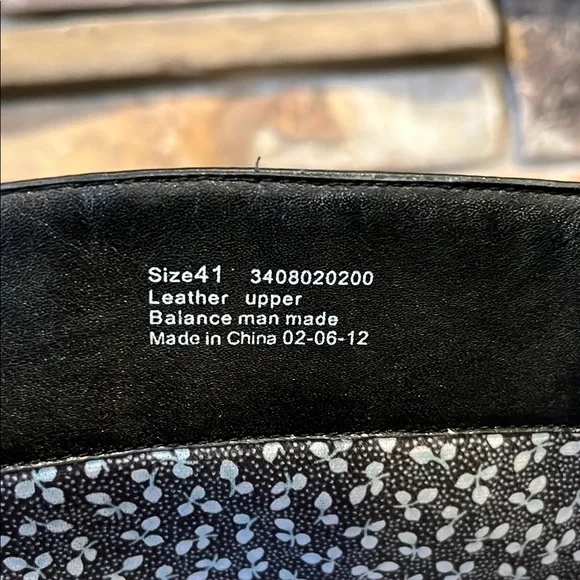 Size41 3408020200
Leather upper
Balance man made
Made in China 02-06-12